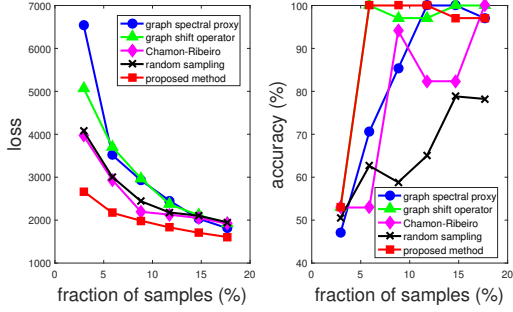 7000
6000
5000
4000
3000
2000
1000
0
5
10
15
20
loss
fraction of samples (%)
graph spectral proxy
graph shift operator
Chamon-Ribeiro
random sampling
proposed method
100
90
80
70
60
50
40
0
5
10
15
20
accuracy (%)
fraction of samples (%)
graph spectral proxy
graph shift operator
Chamon-Ribeiro
random sampling
proposed method